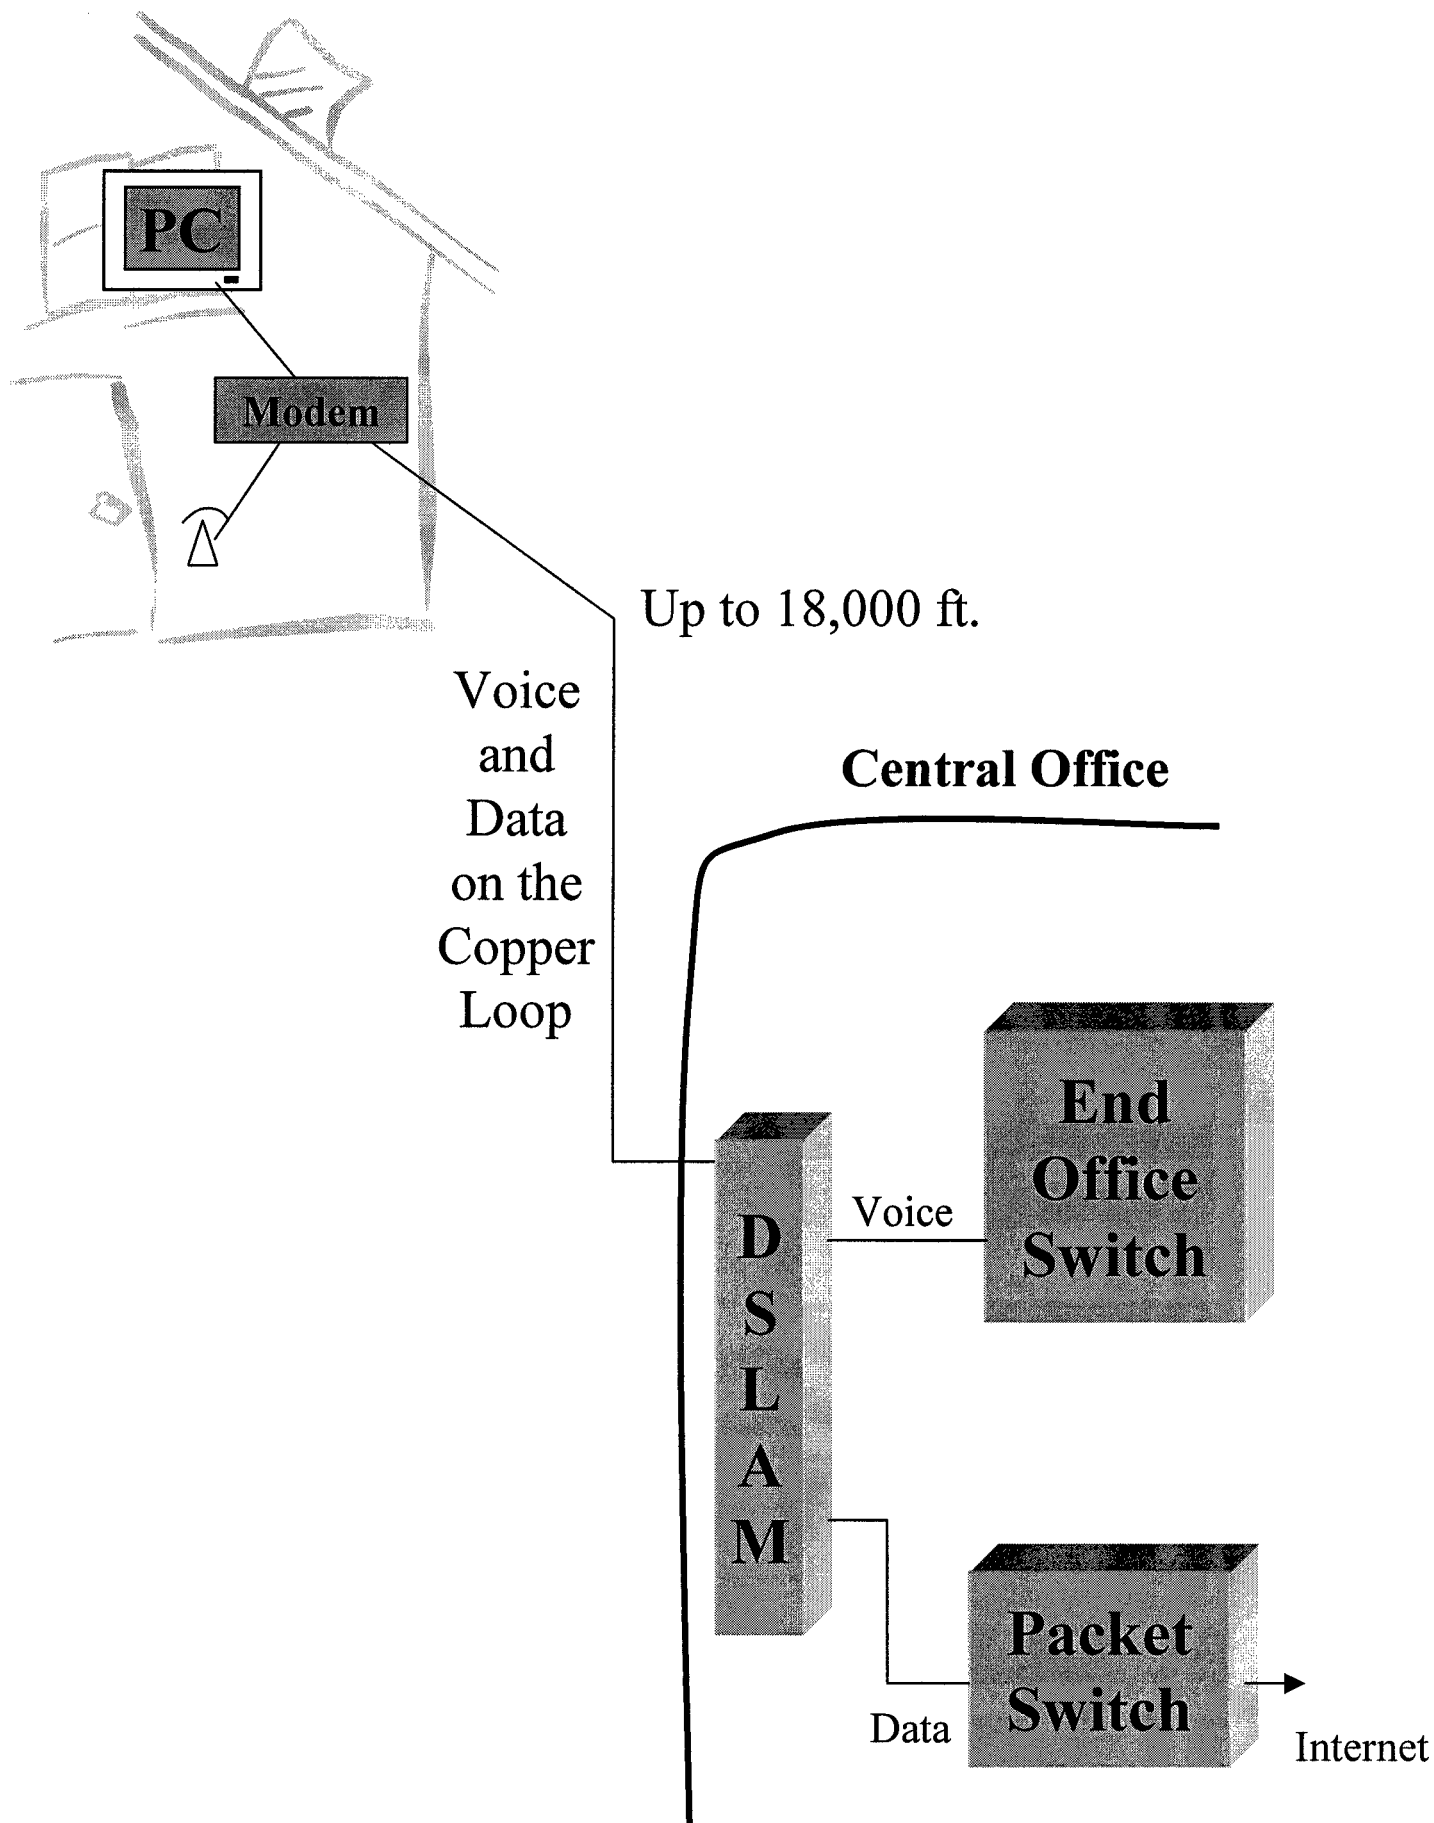 PC
Modem
Up to 18,000 ft.
Voice
and
Data
on the
Copper
Loop
Central Office
End
Office
Switch
Voice
D
S
L
A
M
Packet
Switch
Data
Internet